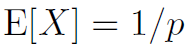 E[X] = 1/p